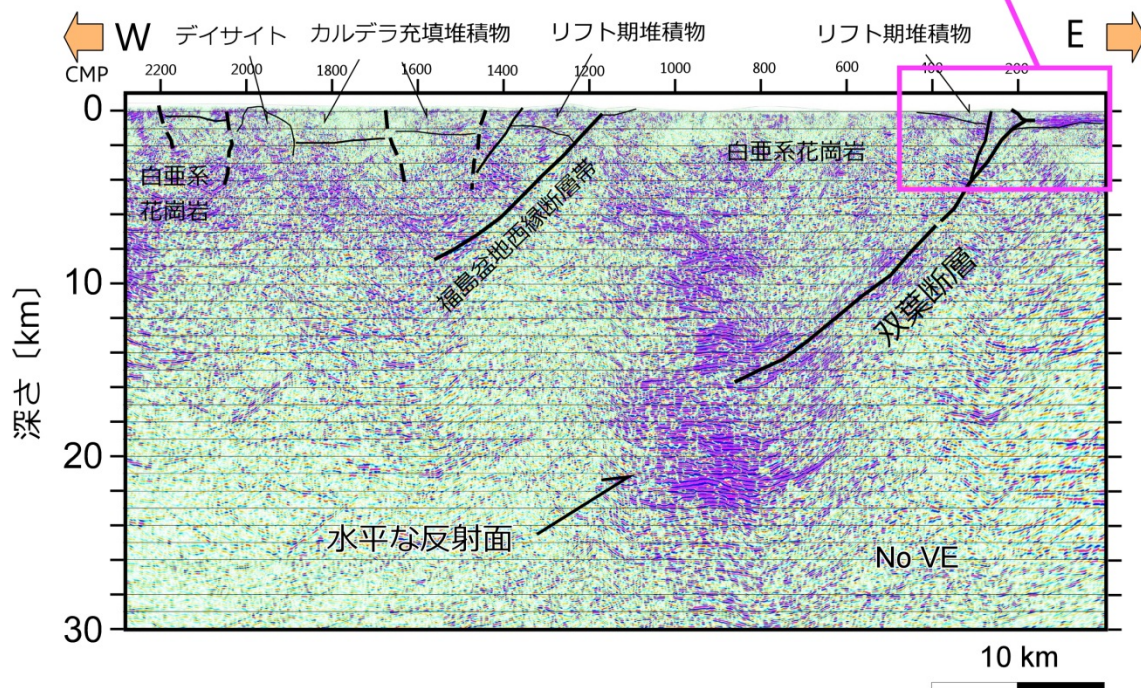 W デイサイト カルデラ充填堆積物 リフト期堆積物 リフト期堆積物 E
CMP 2200 2000 1800 1600 1400 1200 1000 800 600 400 200
0
白亜系
花崗岩
白亜系花崗岩
福島盆地西縁断層帯
双葉断層
10
深さ〔km〕
20
水平な反射面
No VE
30
10 km